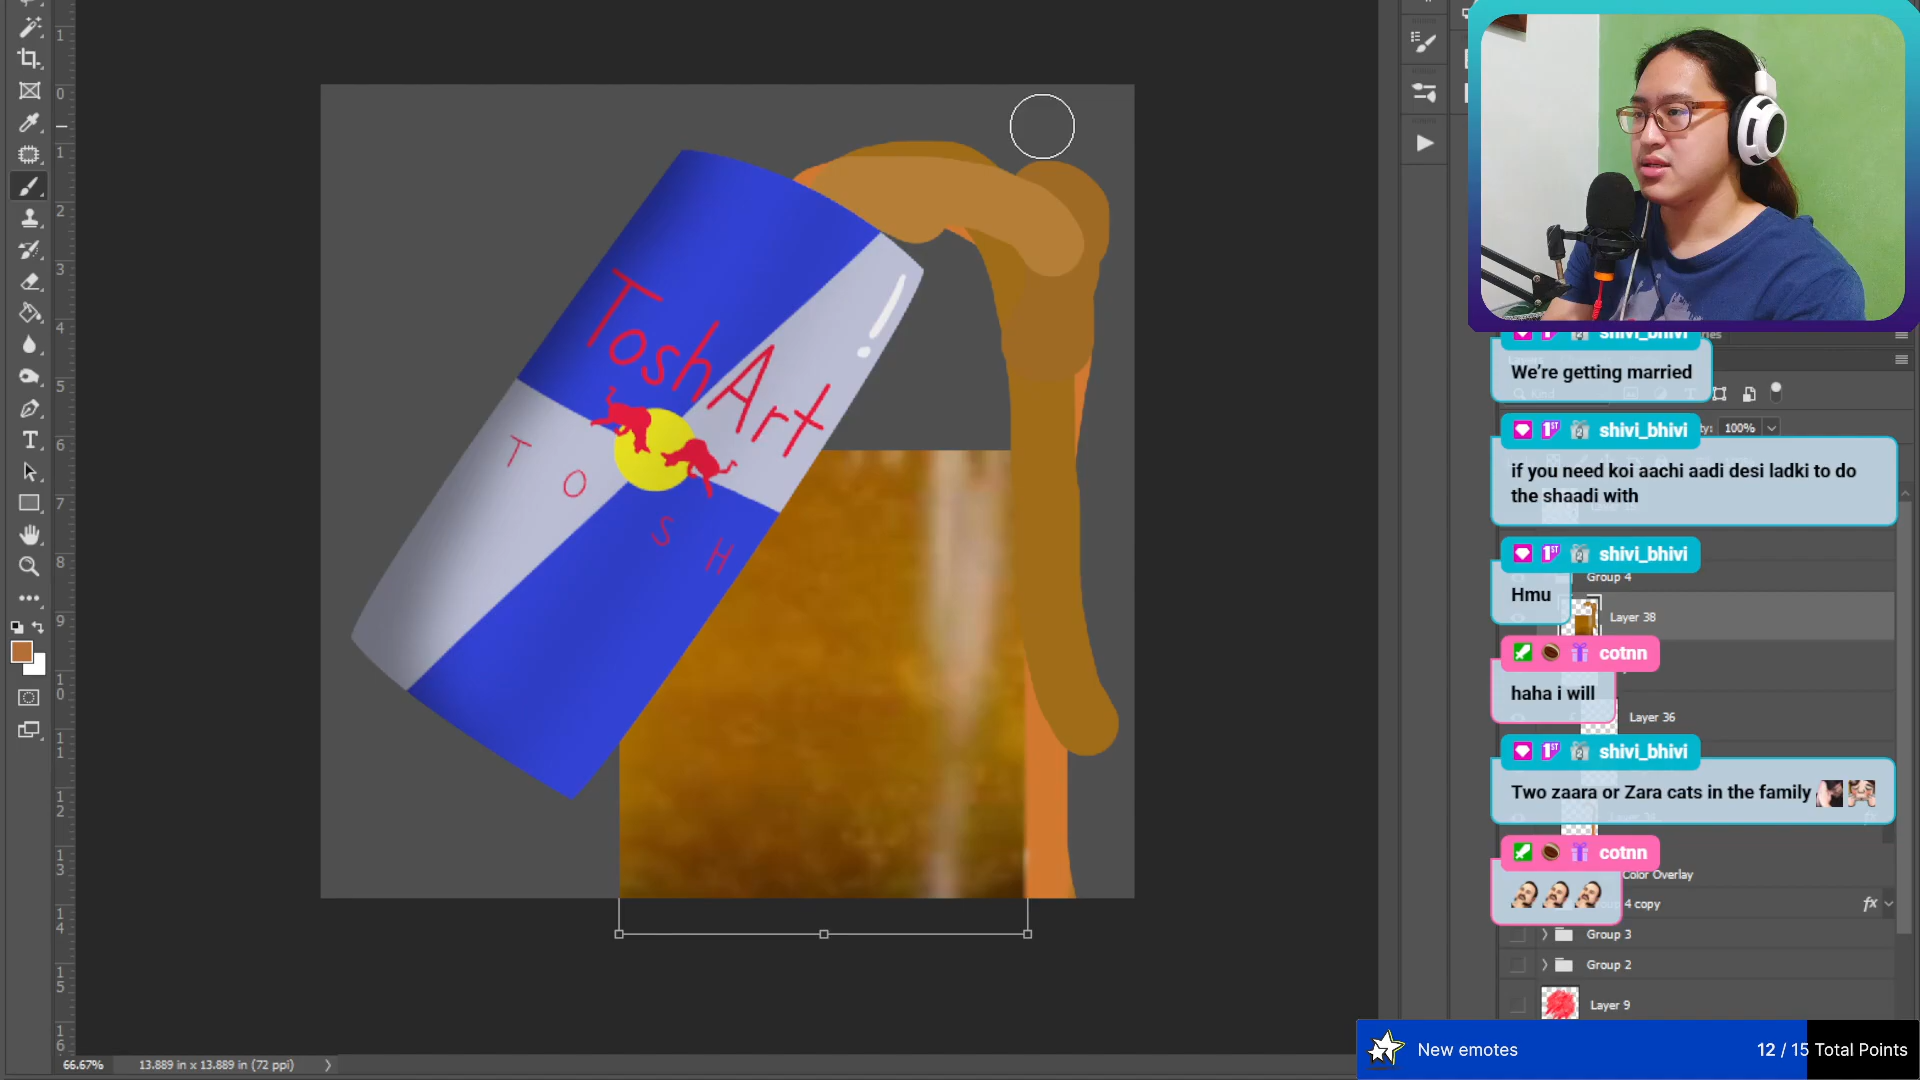 ToshArt
T O S H
shivi_bhivi
We're getting married
100%
shivi_bhivi
if you need koi aachi aadi desi ladki to do
the shaadi with
shivi_bhivi
Group 4
Hmu
Layer 38
cotnn
haha i will
Layer 36
shivi_bhivi
Two zaara or Zara cats in the family
cotnn
Color Overlay
4 copy
fx
Group 3
Group 2
Layer 9
New emotes
12 / 15 Total Points
66.67%
13.889 in x 13.889 in (72 ppi)